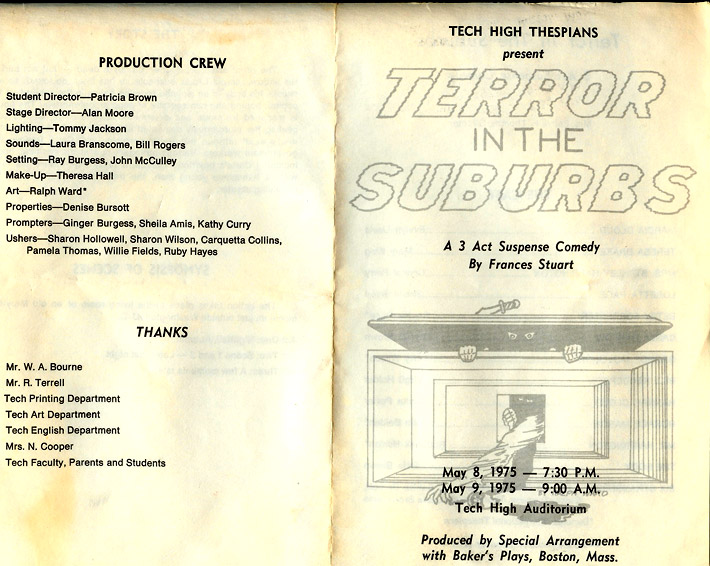 PRODUCTION CREW
Student Director—Patricia Brown
Stage Director—Alan Moore
Lighting—Tommy Jackson
Sounds—Laura Branscome, Bill Rogers
Setting—Ray Burgess, John McCulley
Make-Up—Theresa Hall
Art—Ralph Ward*
Properties—Denise Bursott
Prompters—Ginger Burgess, Sheila Amis, Kathy Curry
Ushers—Sharon Hollowell, Sharon Wilson, Carquetta Collins,
Pamela Thomas, Willie Fields, Ruby Hayes
THANKS
Mr. W. A. Bourne
Mr. R. Terrell
Tech Printing Department
Tech Art Department
Tech English Department
Mrs. N. Cooper
Tech Faculty, Parents and Students
TECH HIGH THESPIANS
present
TERROR
IN THE
SUBURBS
A 3 Act Suspense Comedy
By Frances Stuart
May 8, 1975 — 7:30 P.M.
May 9, 1975 — 9:00 A.M.
Tech High Auditorium
Produced by Special Arrangement
with Baker's Plays, Boston, Mass.